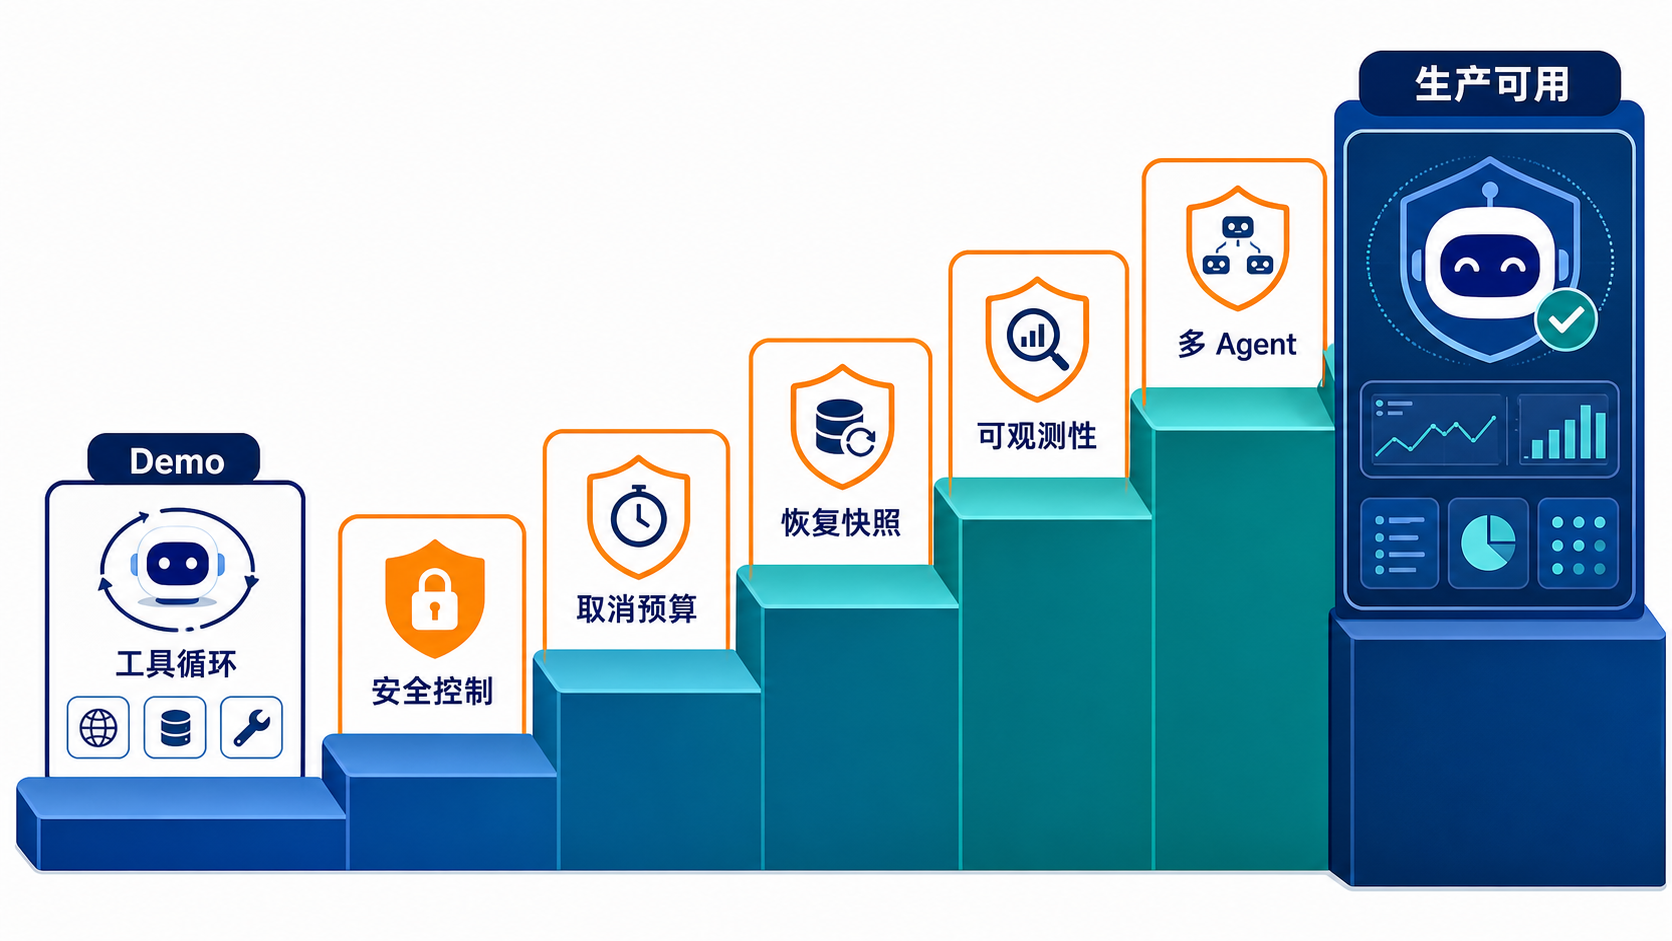 Demo
工具循环
安全控制
取消预算
恢复快照
可观测性
多 Agent
生产可用